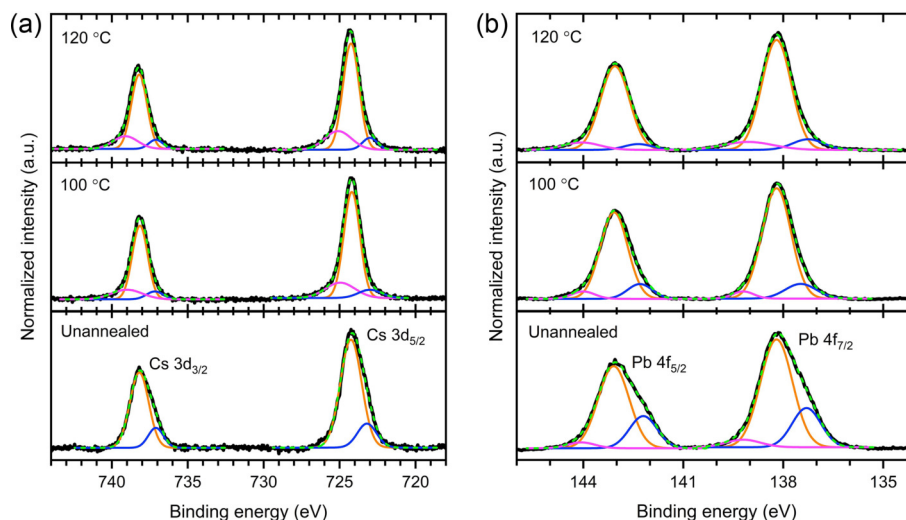 (a)
120 °C
100 °C
Unannealed
Cs 3d3/2
Cs 3d5/2
Normalized intensity (a.u.)
740 735 730 725 720
Binding energy (eV)
(b)
120 °C
100 °C
Unannealed
Pb 4f5/2
Pb 4f7/2
Normalized intensity (a.u.)
144 141 138 135
Binding energy (eV)